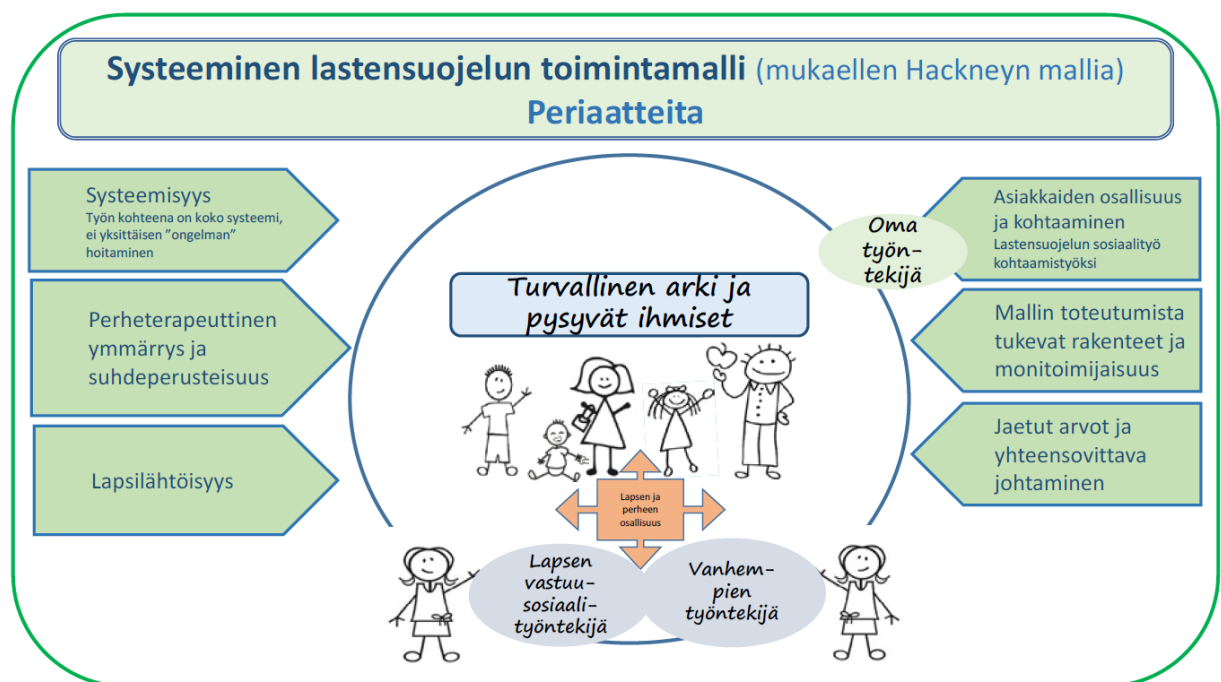 Systeeminen lastensuojelun toimintamalli (mukaellen Hackneyn mallia)
Periaatteita
Systeemisyys
Työn kohteena on koko systeemi,
ei yksittäisen ”ongelman”
hoitaminen
Perheterapeuttinen
ymmärrys ja
suhdeperusteisuus
Lapsilähtöisyys
Turvallinen arki ja
pysyvät ihmiset
Lapsen ja
perheen
osallisuus
Lapsen
vastuu-
sosiaali-
työntekijä
Vanhem-
pien
työntekijä
Oma
työn-
tekijä
Asiakkaiden osallisuus
ja kohtaaminen
Lastensuojelun sosiaalityö
kohtaamistyöksi
Mallin toteutumista
tukevat rakenteet ja
monitoimijaisuus
Jaetut arvot ja
yhteensovittava
johtaminen